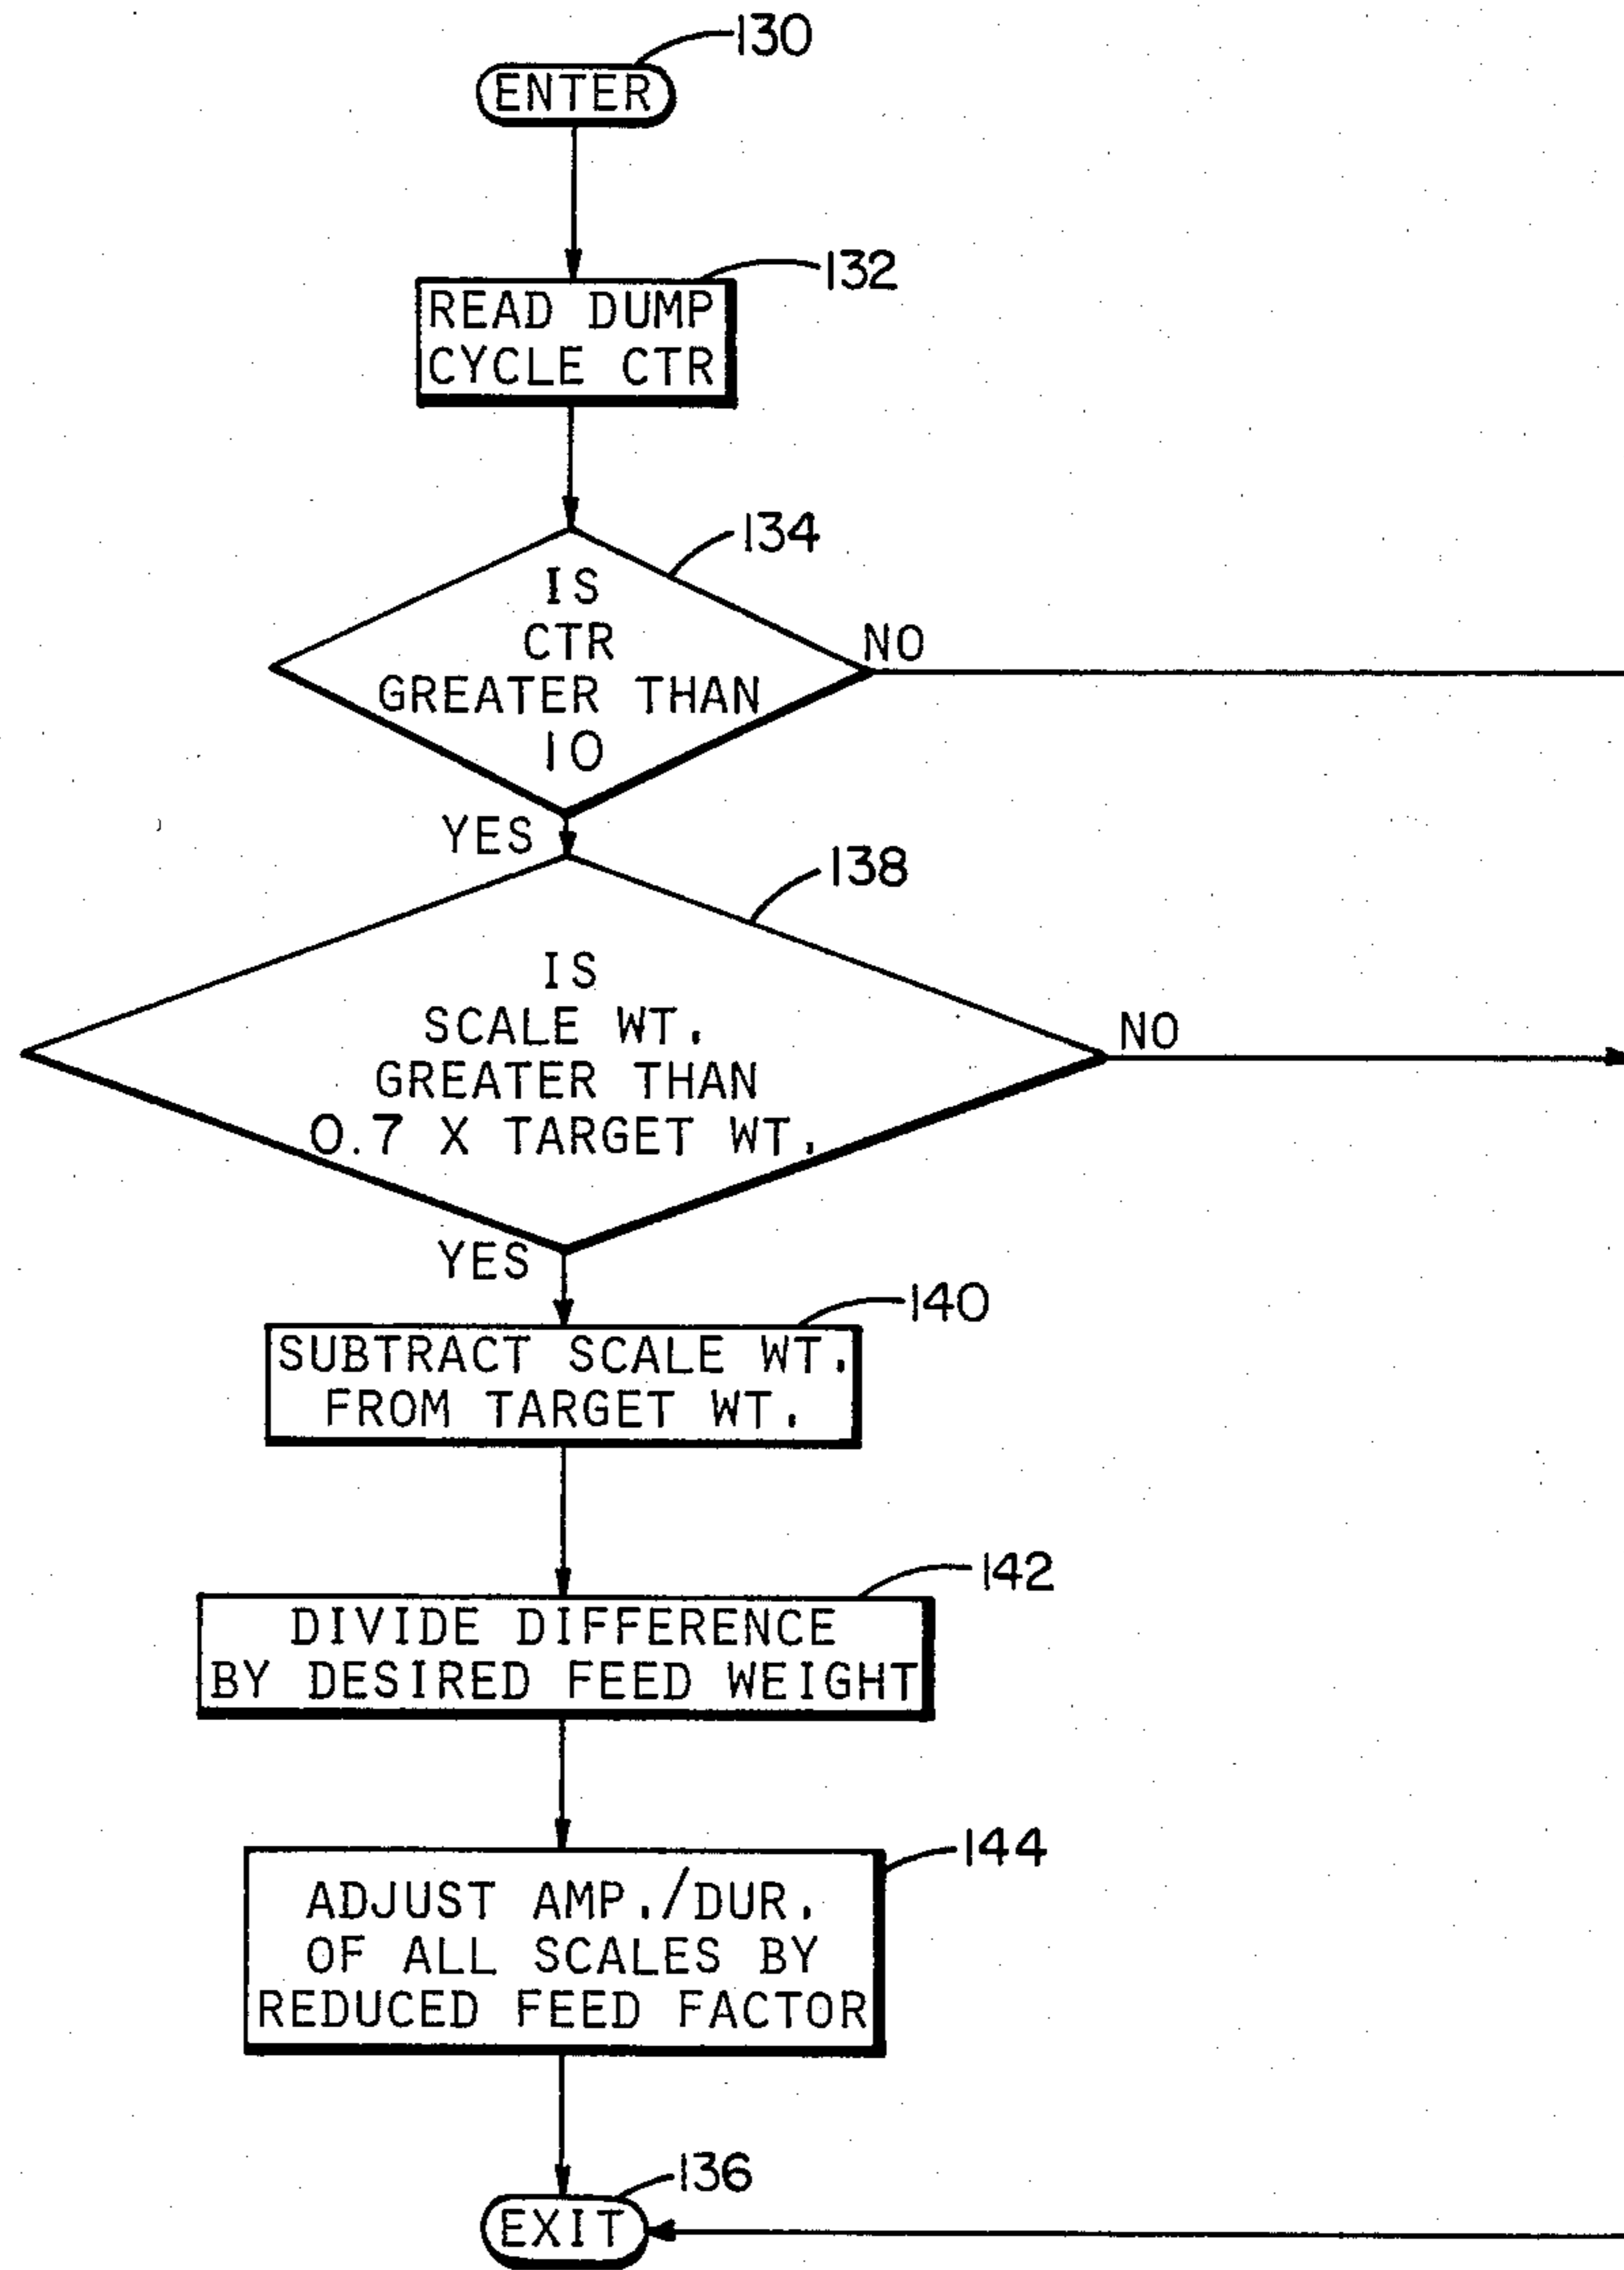 130
ENTER
132
READ DUMP
CYCLE CTR
134
IS
CTR
GREATER THAN
10
NO
YES
138
IS
SCALE WT.
GREATER THAN
0.7 X TARGET WT.
NO
YES
140
SUBTRACT SCALE WT.
FROM TARGET WT.
142
DIVIDE DIFFERENCE
BY DESIRED FEED WEIGHT
144
ADJUST AMP./DUR.
OF ALL SCALES BY
REDUCED FEED FACTOR
136
EXIT